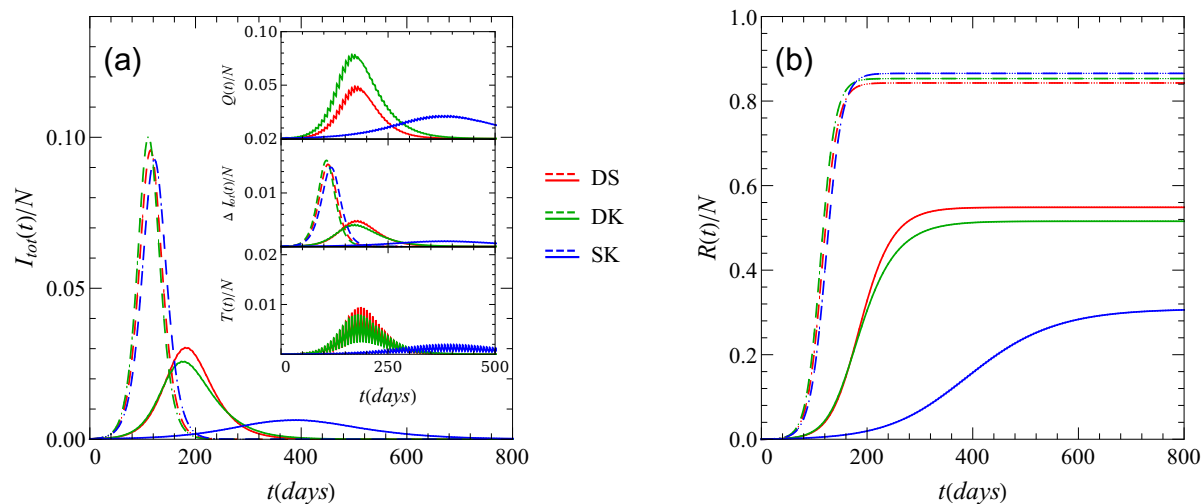 (a)
I_tot(t)/N
0.10
0.05
0.00
0 200 400 600 800
t(days)
Q(t)/N
0.10
0.05
0.02
Δ I_tot(t)/N
0.01
0.02
T(t)/N
0.01
0 250 500
t(days)
DS
DK
SK
(b)
R(t)/N
1.0
0.8
0.6
0.4
0.2
0.0
0 200 400 600 800
t(days)